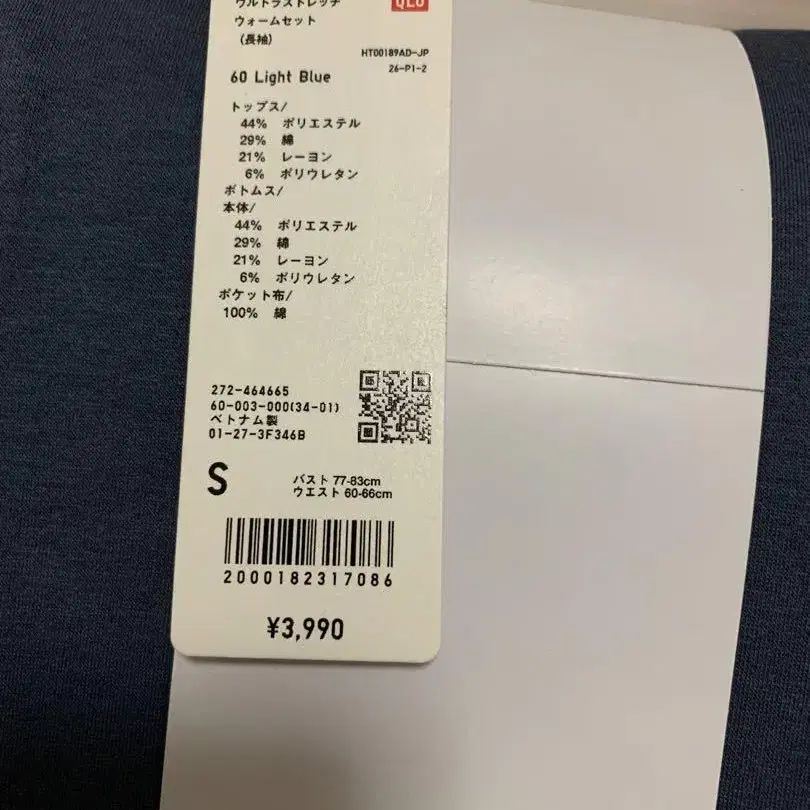 ウルトラストレッチ
QLO
ウォームセット
(長袖)
HT00189AD-JP
26-P1-2
60 Light Blue
トップス/
44% ポリエステル
29% 綿
21% レーヨン
6% ポリウレタン
ボトムス/
本体/
44% ポリエステル
29% 綿
21% レーヨン
6% ポリウレタン
ポケット布/
100% 綿
272-464665
60-003-000(34-01)
ベトナム製
01-27-3F346B
S
バスト 77-83cm
ウエスト 60-66cm
2000182317086
¥3,990